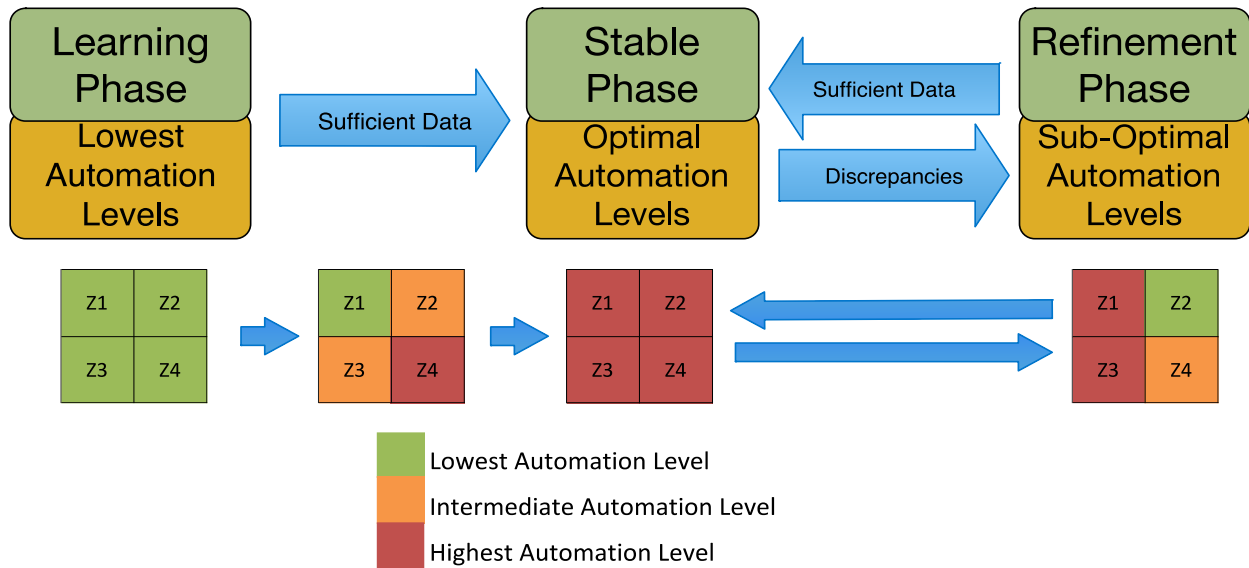 Learning
Phase
Lowest
Automation
Levels
Sufficient Data
Stable
Phase
Optimal
Automation
Levels
Sufficient Data
Discrepancies
Refinement
Phase
Sub-Optimal
Automation
Levels
Z1 Z2
Z3 Z4
Z1 Z2
Z3 Z4
Z1 Z2
Z3 Z4
Z1 Z2
Z3 Z4
Lowest Automation Level
Intermediate Automation Level
Highest Automation Level